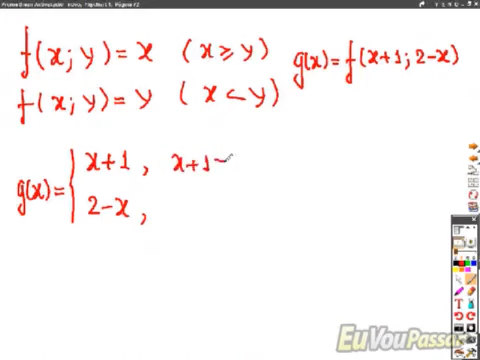 f(x;y)=x (x≥y)
g(x)=f(x+1;2-x)
f(x;y)=y (x<y)
g(x)= { x+1, x+1
2-x,
EuVouPassar